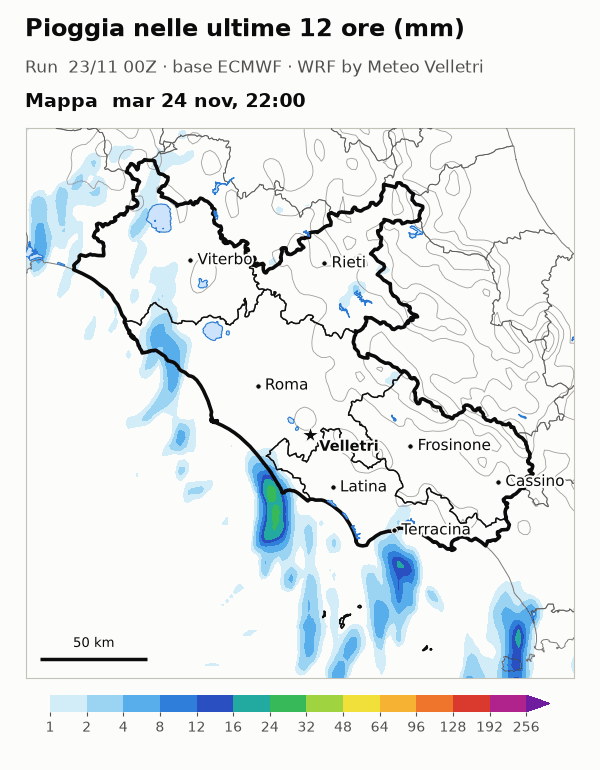 Pioggia nelle ultime 12 ore (mm)
Run 23/11 00Z · base ECMWF · WRF by Meteo Velletri
Mappa mar 24 nov, 22:00
Viterbo
Rieti
Roma
Velletri
Frosinone
Cassino
Latina
Terracina
50 km
1 2 4 8 12 16 24 32 48 64 96 128 192 256